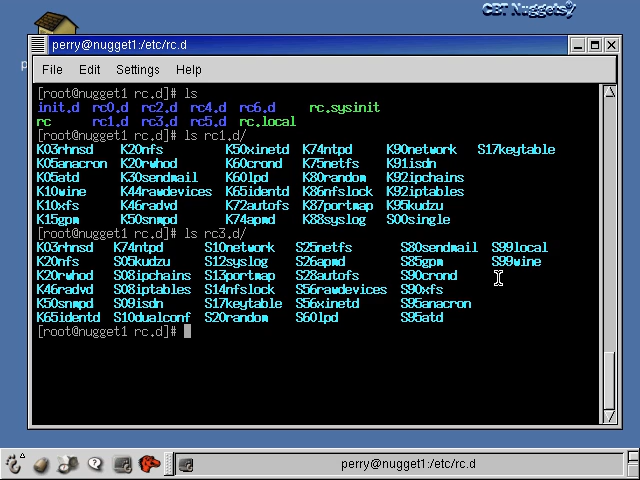 CBT Nuggets
p
perry@nugget1:/etc/rc.d
File Edit Settings Help
[root@nugget1 rc.d]# ls
init.d rc0.d rc2.d rc4.d rc6.d rc.sysinit
rc rc1.d rc3.d rc5.d rc.local
[root@nugget1 rc.d]# ls rc1.d/
K03rhnsd K20nfs K50xinetd K74ntpd K90network S17keytable
K05anacron K20rwhod K60crond K75netfs K91isdn
K05atd K30sendmail K60lpd K80random K92ipchains
K10wine K44rawdevices K65identd K86nfslock K92iptables
K10xfs K46radvd K72autofs K87portmap K95kudzu
K15gpm K50snmpd K74apmd K88syslog S00single
[root@nugget1 rc.d]# ls rc3.d/
K03rhnsd K74ntpd S10network S25netfs S80sendmail S99local
K20nfs S05kudzu S12syslog S26apmd S85gpm S99wine
K20rwhod S08ipchains S13portmap S28autofs S90crond
K46radvd S08iptables S14nfslock S56rawdevices S90xfs
K50snmpd S09isdn S17keytable S56xinetd S95anacron
K65identd S10dualconf S20random S60lpd S95atd
[root@nugget1 rc.d]#
perry@nugget1:/etc/rc.d